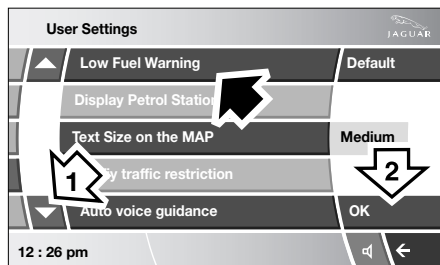 User Settings
JAGUAR
Low Fuel Warning
Default
Display Petrol
Text Size on the MAP
Medium
1
traffic restriction
2
Auto voice guidance
OK
12 : 26 pm